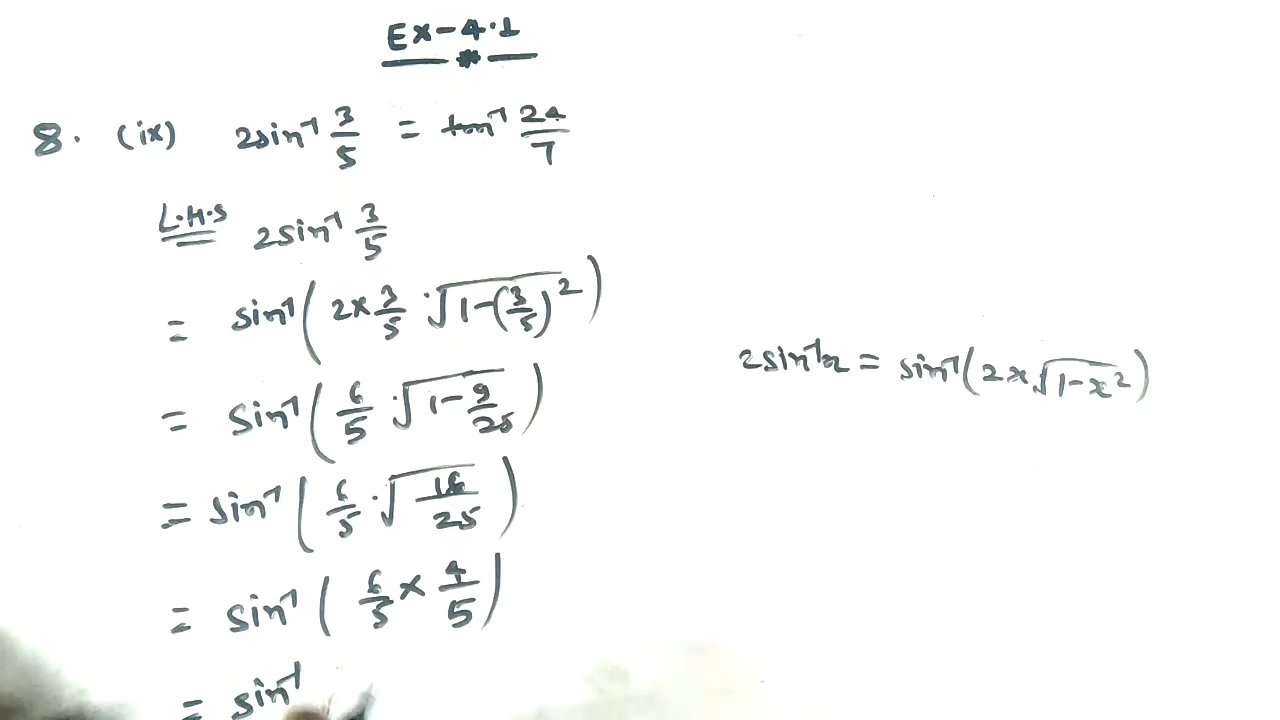 Ex-4.1
8. (ix) 2sin⁻¹ 3/5 = tan⁻¹ 24/7
L.H.S 2sin⁻¹ 3/5
= sin⁻¹(2×3/5 · √(1-(3/5)²))
2sin⁻¹x = sin⁻¹(2x√(1-x²))
= sin⁻¹(6/5 · √(1-9/25))
= sin⁻¹(6/5 · √(16/25))
= sin⁻¹(6/5 × 4/5)
= sin⁻¹